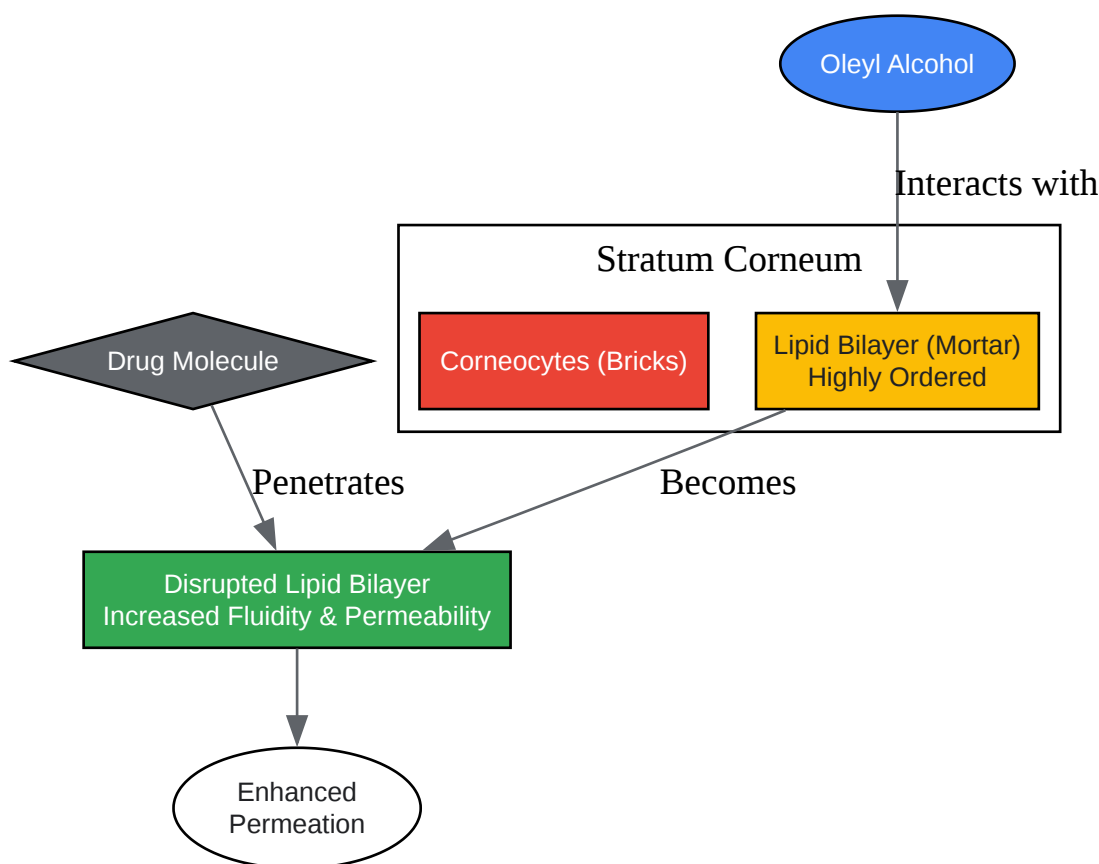 Oleyl Alcohol
Interacts with
Stratum Corneum
Corneocytes (Bricks)
Lipid Bilayer (Mortar)
Highly Ordered
Drug Molecule
Penetrates
Becomes
Disrupted Lipid Bilayer
Increased Fluidity & Permeability
Enhanced
Permeation